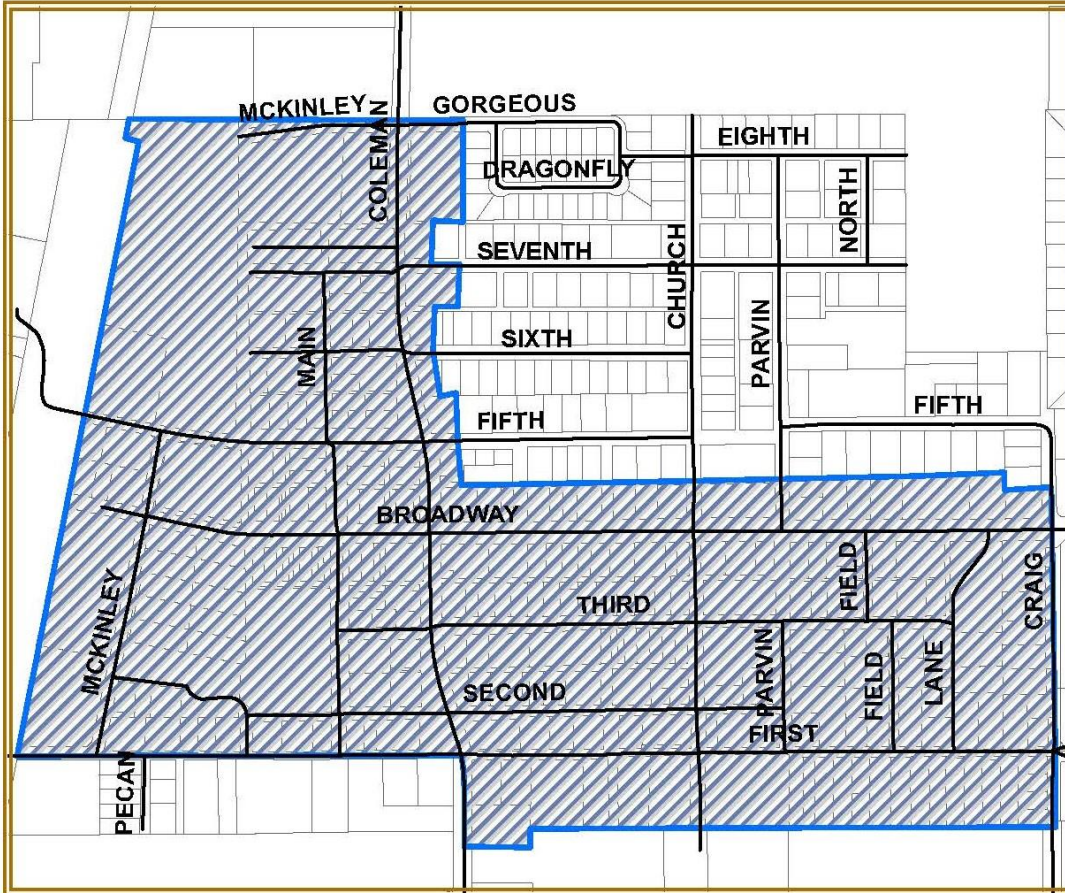 MCKINLEY
GORGEOUS
COLEMAN
EIGHTH
DRAGONFLY
NORTH
SEVENTH
CHURCH
SIXTH
MAIN
PARVIN
FIFTH
FIFTH
BROADWAY
FIELD
CRAIG
THIRD
MCKINLEY
PARVIN
FIELD
LANE
SECOND
FIRST
PECAN